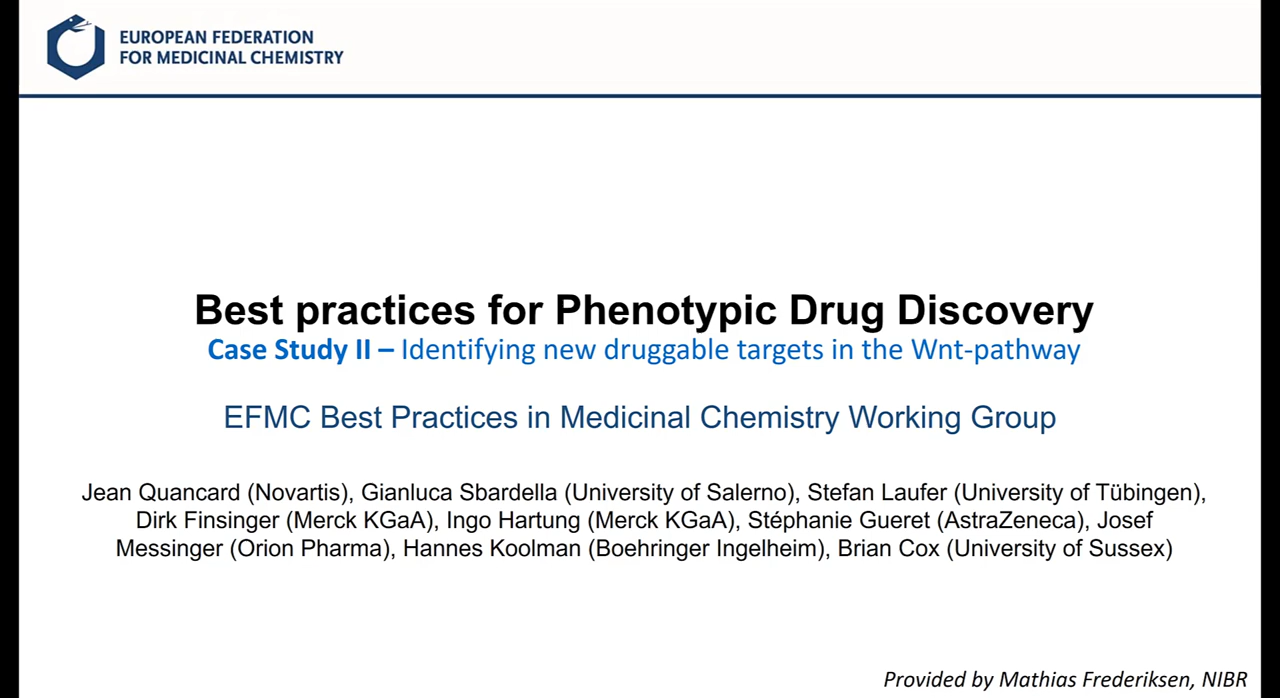 EUROPEAN FEDERATION
FOR MEDICINAL CHEMISTRY
Best practices for Phenotypic Drug Discovery
Case Study II – Identifying new druggable targets in the Wnt-pathway
EFMC Best Practices in Medicinal Chemistry Working Group
Jean Quancard (Novartis), Gianluca Sbardella (University of Salerno), Stefan Laufer (University of Tübingen),
Dirk Finsinger (Merck KGaA), Ingo Hartung (Merck KGaA), Stéphanie Gueret (AstraZeneca), Josef
Messinger (Orion Pharma), Hannes Koolman (Boehringer Ingelheim), Brian Cox (University of Sussex)
Provided by Mathias Frederiksen, NIBR